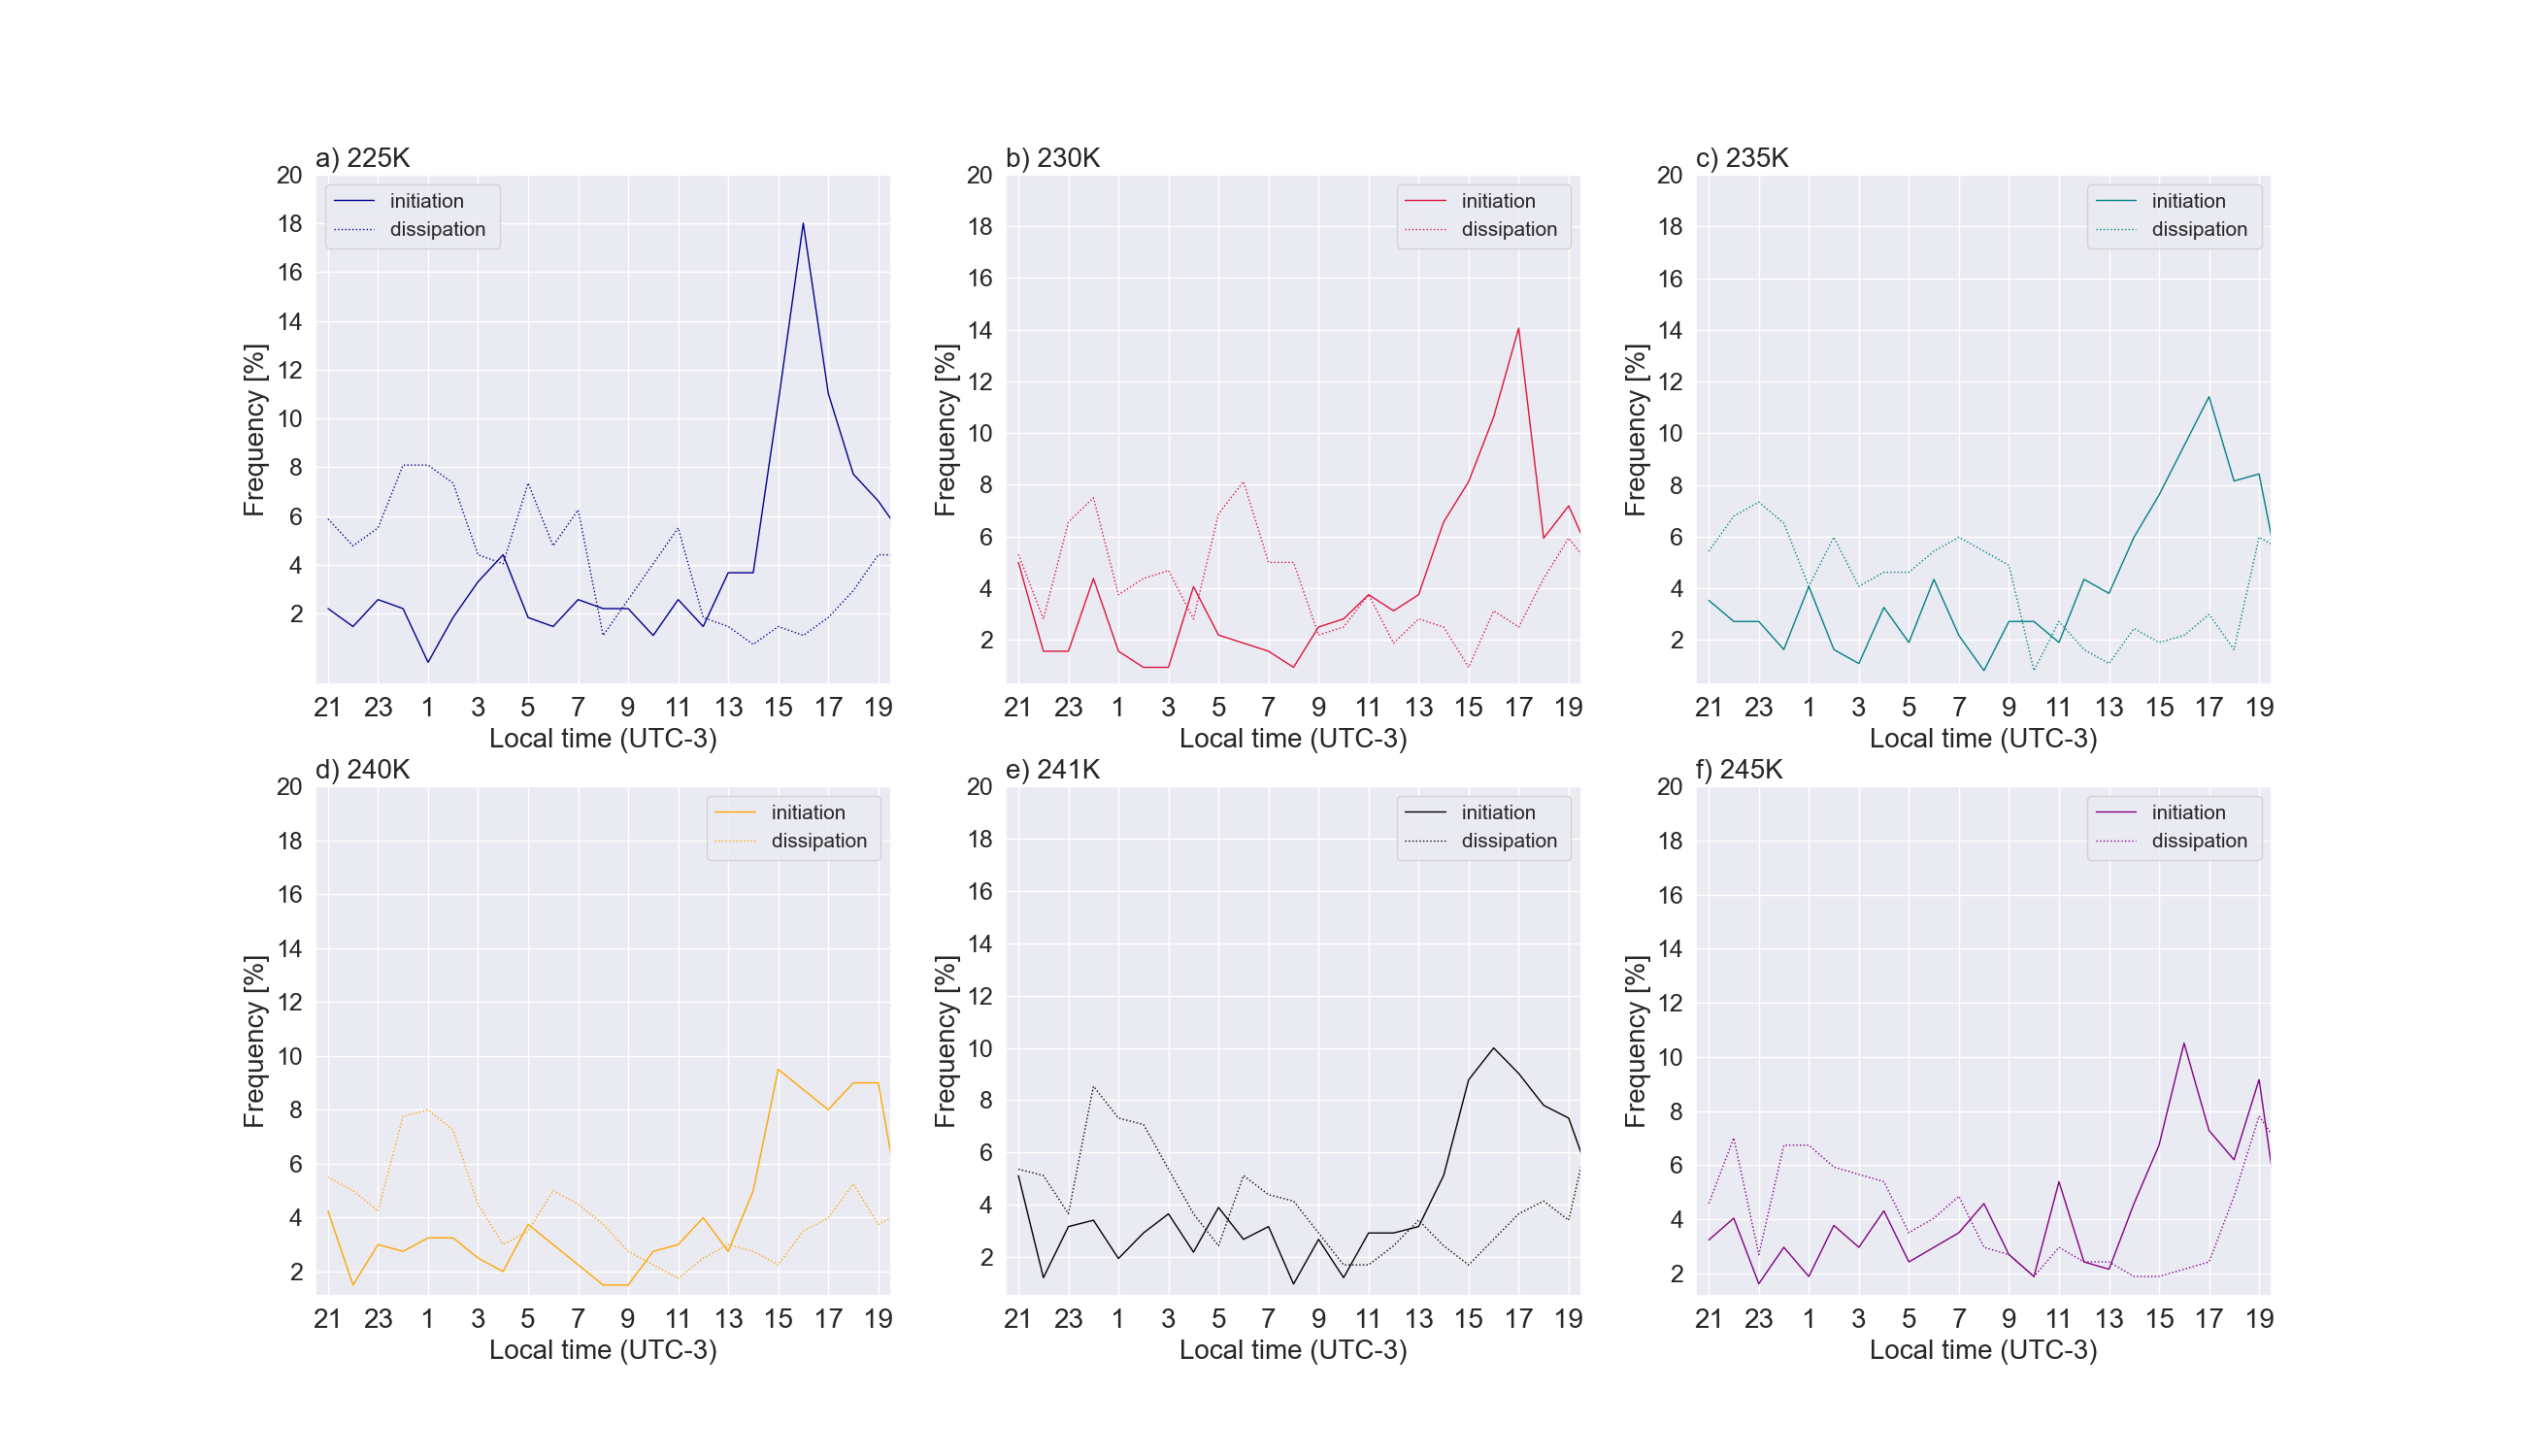 a) 225K
20
18
16
14
12
10
8
6
4
2
Frequency [%]
initiation
dissipation
21 23 1 3 5 7 9 11 13 15 17 19
Local time (UTC-3)
b) 230K
20
18
16
14
12
10
8
6
4
2
Frequency [%]
initiation
dissipation
21 23 1 3 5 7 9 11 13 15 17 19
Local time (UTC-3)
c) 235K
20
18
16
14
12
10
8
6
4
2
Frequency [%]
initiation
dissipation
21 23 1 3 5 7 9 11 13 15 17 19
Local time (UTC-3)
d) 240K
20
18
16
14
12
10
8
6
4
2
Frequency [%]
initiation
dissipation
21 23 1 3 5 7 9 11 13 15 17 19
Local time (UTC-3)
e) 241K
20
18
16
14
12
10
8
6
4
2
Frequency [%]
initiation
dissipation
21 23 1 3 5 7 9 11 13 15 17 19
Local time (UTC-3)
f) 245K
20
18
16
14
12
10
8
6
4
2
Frequency [%]
initiation
dissipation
21 23 1 3 5 7 9 11 13 15 17 19
Local time (UTC-3)